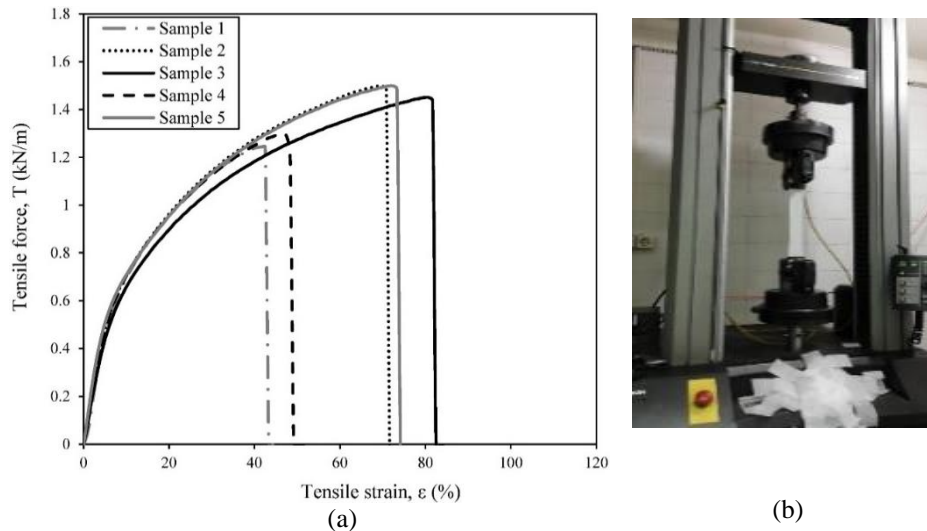 1.8
1.6
1.4
1.2
1
0.8
0.6
0.4
0.2
0
Tensile force, T (kN/m)
Sample 1
Sample 2
Sample 3
Sample 4
Sample 5
0 20 40 60 80 100 120
Tensile strain, ε (%)
(a)
(b)